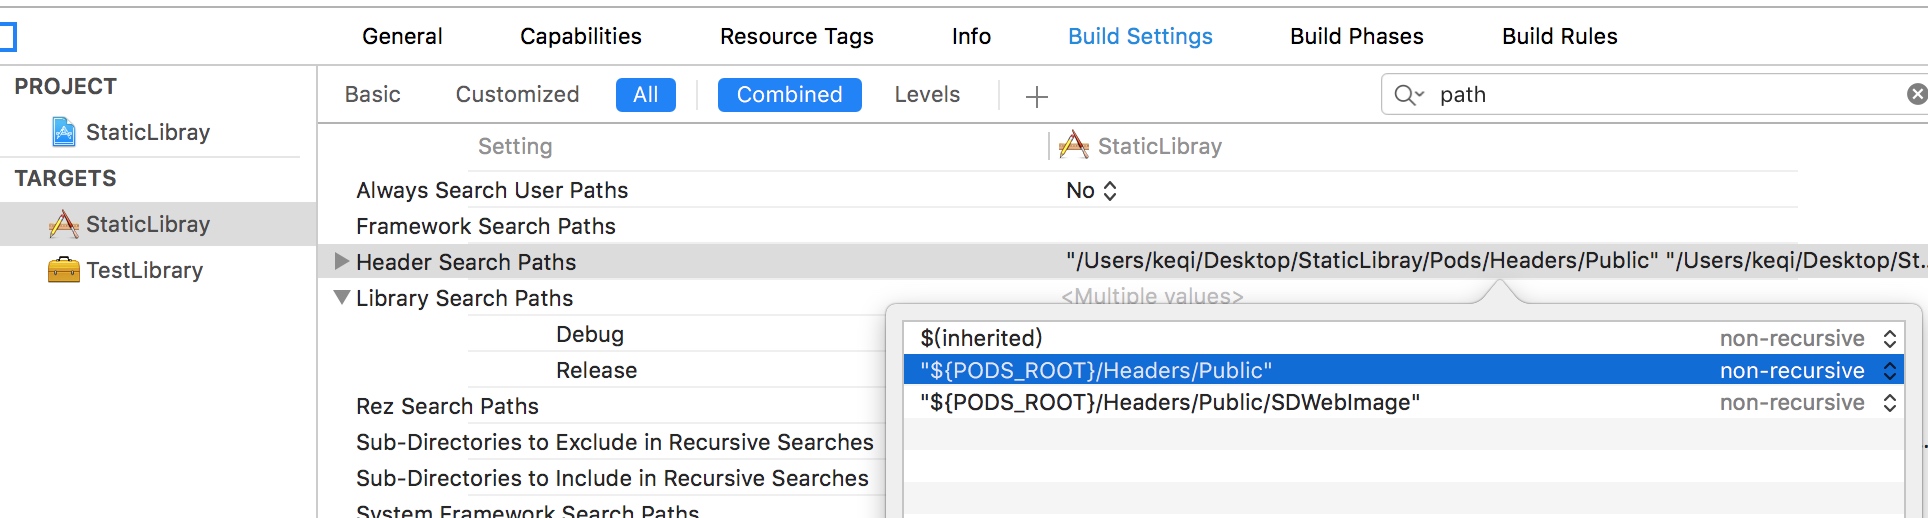 General Capabilities Resource Tags Info Build Settings Build Phases Build Rules
PROJECT
StaticLibray
TARGETS
StaticLibray
TestLibrary
Basic Customized All Combined Levels path
Setting StaticLibray
Always Search User Paths No
Framework Search Paths
Header Search Paths "/Users/keqi/Desktop/StaticLibray/Pods/Headers/Public" "/Users/keqi/Desktop/St...
Library Search Paths <Multiple values>
Debug
Release
Rez Search Paths
Sub-Directories to Exclude in Recursive Searches
Sub-Directories to Include in Recursive Searches
System Framework Search Paths
$(inherited) non-recursive
"${PODS_ROOT}/Headers/Public" non-recursive
"${PODS_ROOT}/Headers/Public/SDWebImage" non-recursive